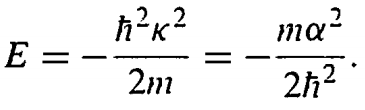 E = -\frac{\hbar^2 \kappa^2}{2m} = -\frac{m\alpha^2}{2\hbar^2}.